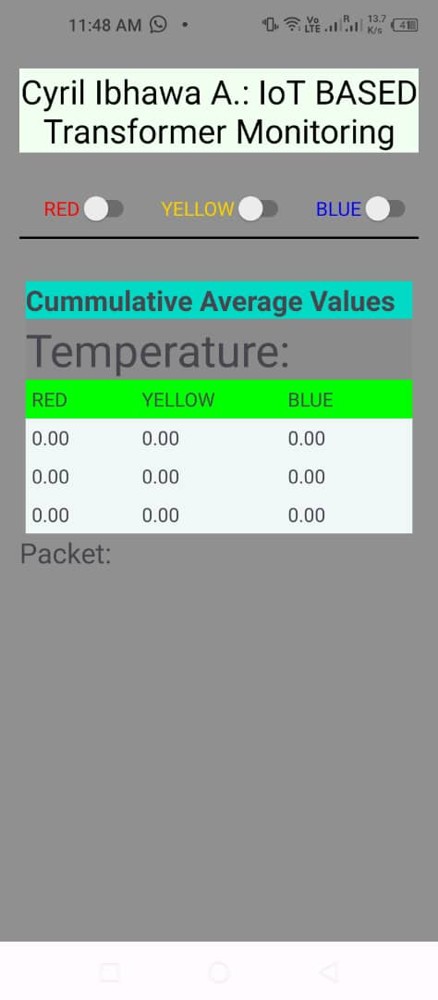 11:48 AM
Vo LTE R 13.7 K/s 41
Cyril Ibhawa A.: IoT BASED
Transformer Monitoring
RED YELLOW BLUE
Cummulative Average Values
Temperature:
RED YELLOW BLUE
0.00 0.00 0.00
0.00 0.00 0.00
0.00 0.00 0.00
Packet: